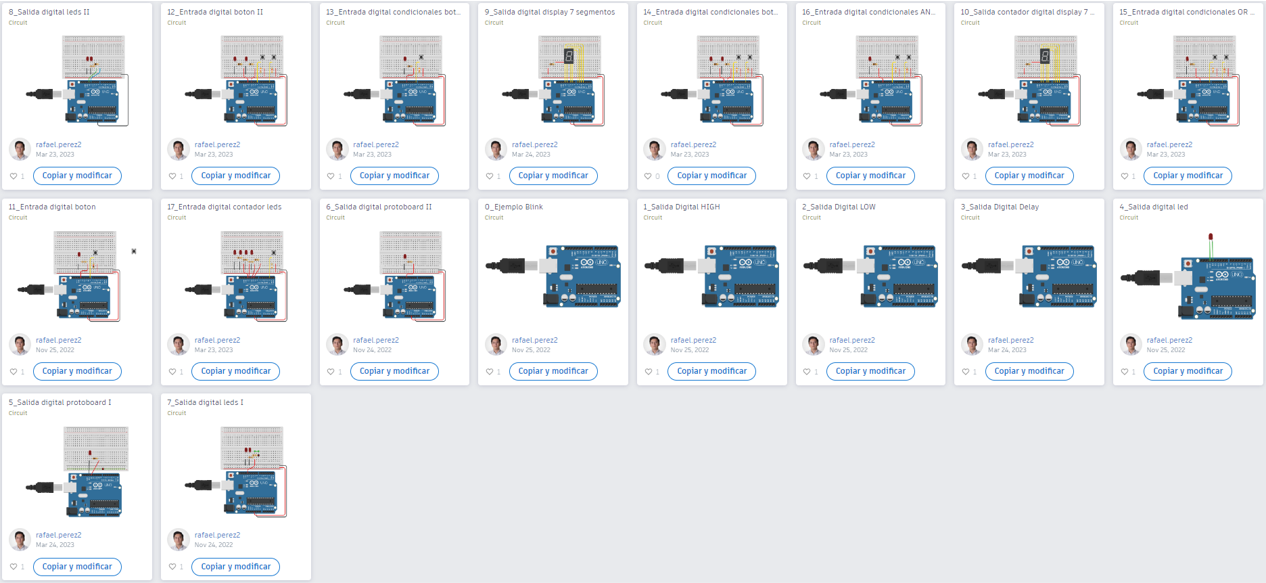 8_Salida digital leds II
Circuit
rafael.perez2
Mar 23, 2023
1
Copiar y modificar
12_Entrada digital boton II
Circuit
rafael.perez2
Mar 23, 2023
1
Copiar y modificar
13_Entrada digital condicionales bot...
Circuit
rafael.perez2
Mar 23, 2023
1
Copiar y modificar
9_Salida digital display 7 segmentos
Circuit
rafael.perez2
Mar 24, 2023
1
Copiar y modificar
14_Entrada digital condicionales bot...
Circuit
rafael.perez2
Mar 23, 2023
0
Copiar y modificar
16_Entrada digital condicionales AN...
Circuit
rafael.perez2
Mar 23, 2023
1
Copiar y modificar
10_Salida contador digital display 7 ...
Circuit
rafael.perez2
Mar 23, 2023
1
Copiar y modificar
15_Entrada digital condicionales OR ...
Circuit
rafael.perez2
Mar 23, 2023
1
Copiar y modificar
11_Entrada digital boton
Circuit
rafael.perez2
Nov 25, 2022
1
Copiar y modificar
17_Entrada digital contador leds
Circuit
rafael.perez2
Mar 23, 2023
1
Copiar y modificar
6_Salida digital protoboard II
Circuit
rafael.perez2
Nov 24, 2022
1
Copiar y modificar
0_Ejemplo Blink
Circuit
rafael.perez2
Nov 25, 2022
1
Copiar y modificar
1_Salida Digital HIGH
Circuit
rafael.perez2
Nov 25, 2022
1
Copiar y modificar
2_Salida Digital LOW
Circuit
rafael.perez2
Nov 25, 2022
1
Copiar y modificar
3_Salida Digital Delay
Circuit
rafael.perez2
Mar 24, 2023
1
Copiar y modificar
4_Salida digital led
Circuit
rafael.perez2
Nov 25, 2022
1
Copiar y modificar
5_Salida digital protoboard I
Circuit
rafael.perez2
Mar 24, 2023
1
Copiar y modificar
7_Salida digital leds I
Circuit
rafael.perez2
Nov 24, 2022
1
Copiar y modificar